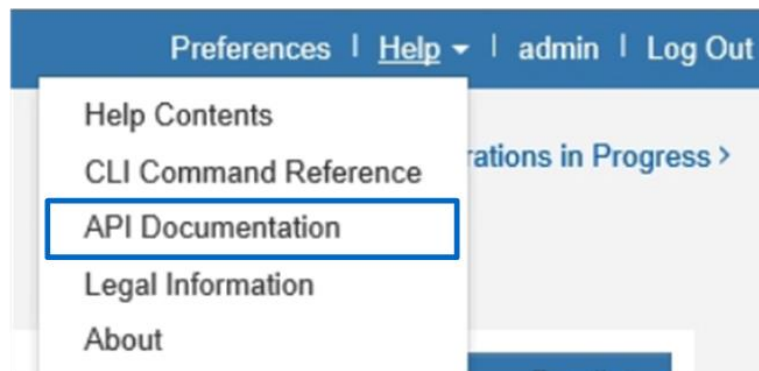 Preferences | Help | admin | Log Out
Help Contents
CLI Command Reference
rations in Progress >
API Documentation
Legal Information
About